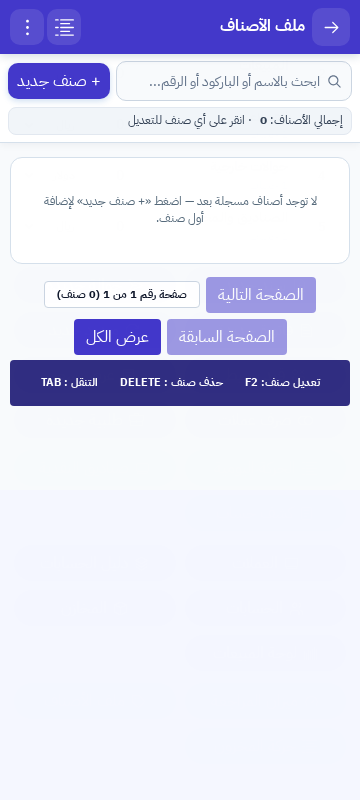 ملف الأصناف
ابحث بالاسم أو الباركود أو الرقم...
+ صنف جديد
إجمالي الأصناف: 0 · انقر على أي صنف للتعديل
لا توجد أصناف مسجلة بعد — اضغط «+ صنف جديد» لإضافة
أول صنف.
الصفحة التالية
صفحة رقم 1 من 1 (0 صنف)
الصفحة السابقة
عرض الكل
تعديل صنف: F2 حذف صنف : DELETE التنقل : TAB